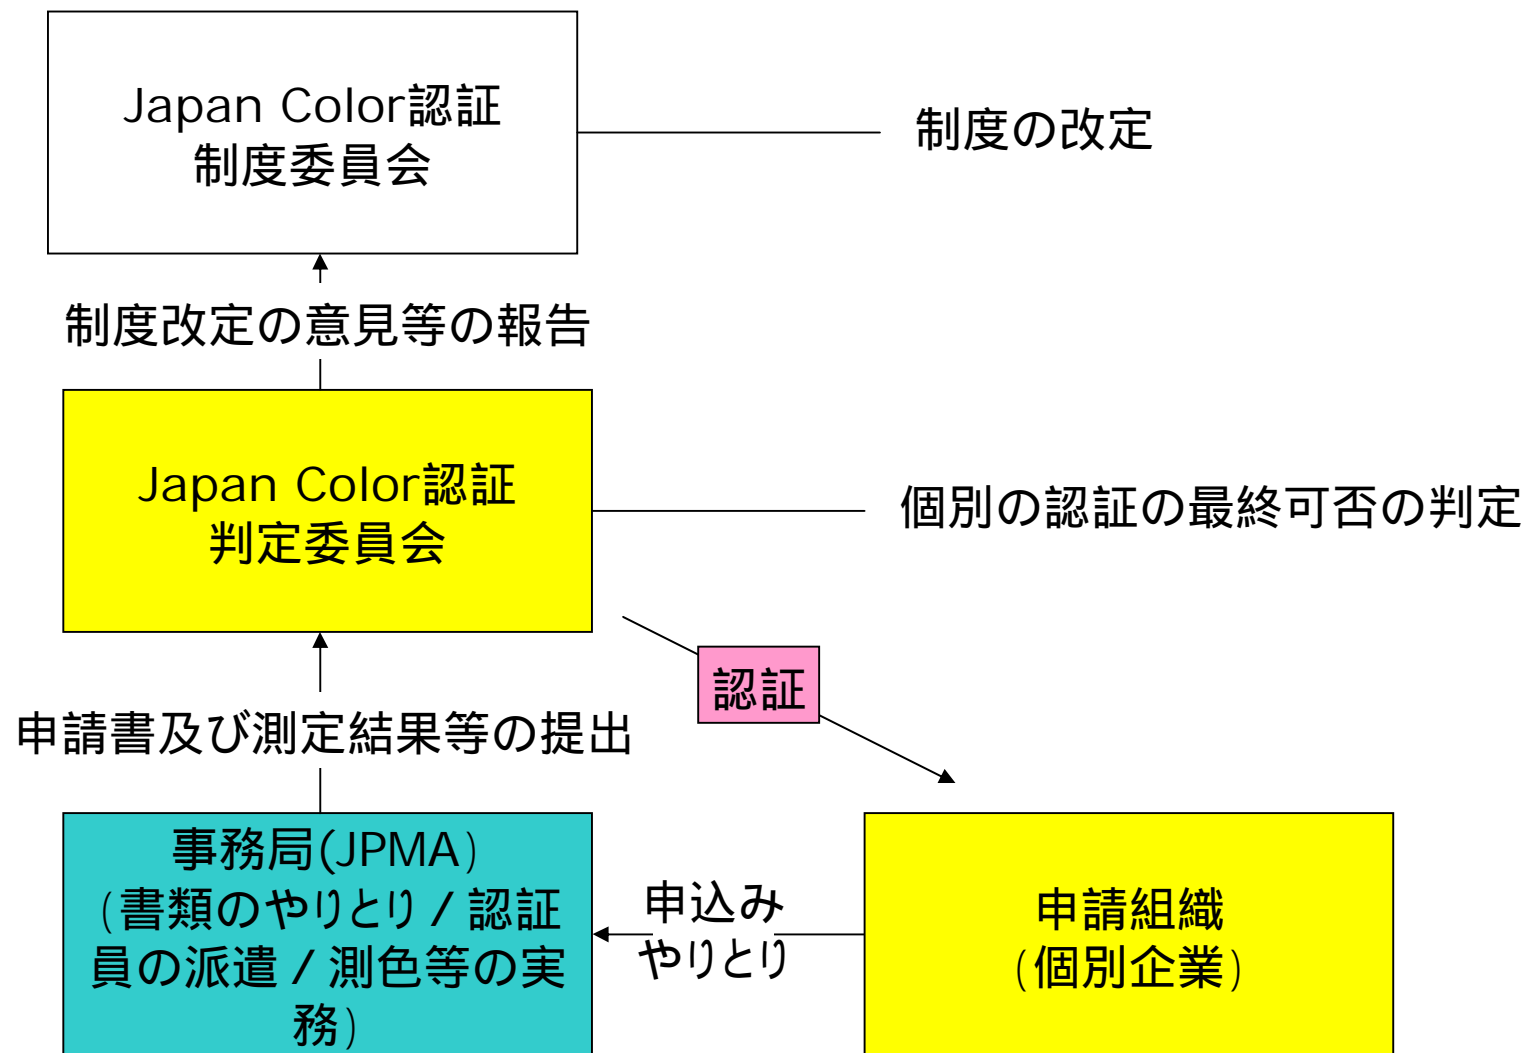 Japan Color認証
制度委員会
制度の改定
制度改定の意見等の報告
Japan Color認証
判定委員会
個別の認証の最終可否の判定
認証
申請書及び測定結果等の提出
事務局(JPMA)
(書類のやりとり/認証
員の派遣/測色等の実
務)
申込み
やりとり
申請組織
(個別企業)